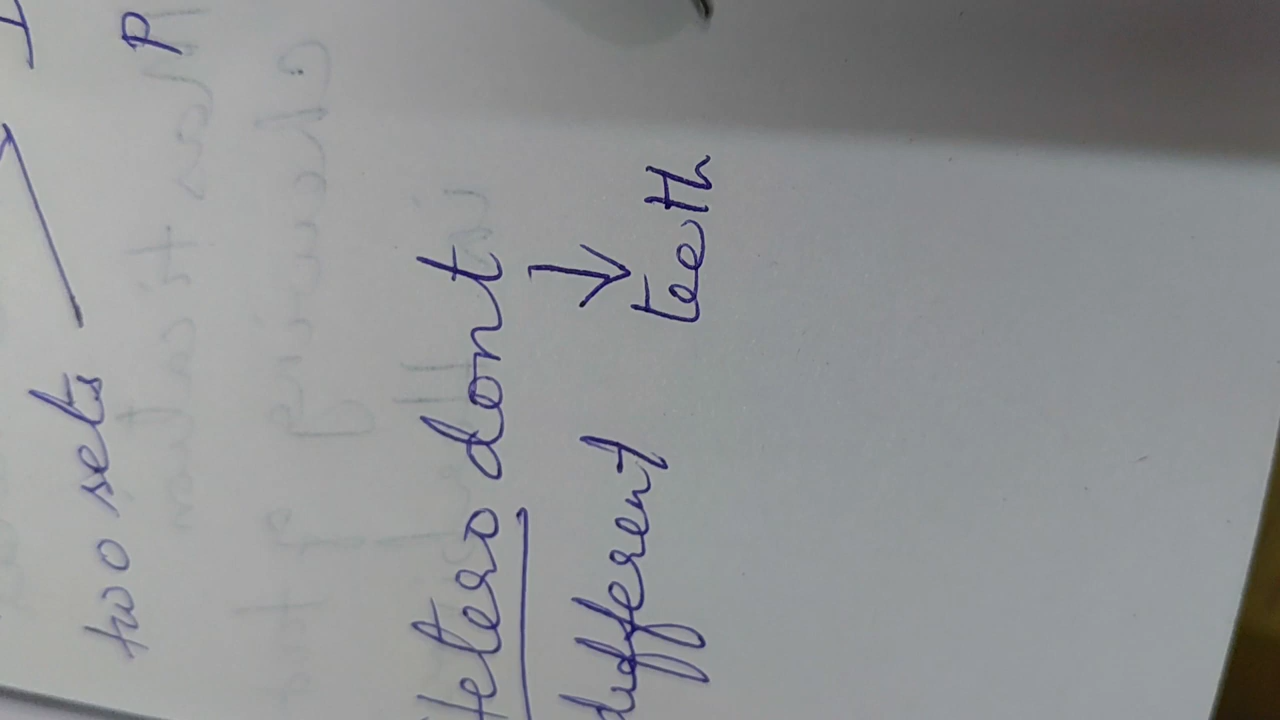 two sets
P
Heterodont
↓
different teeth